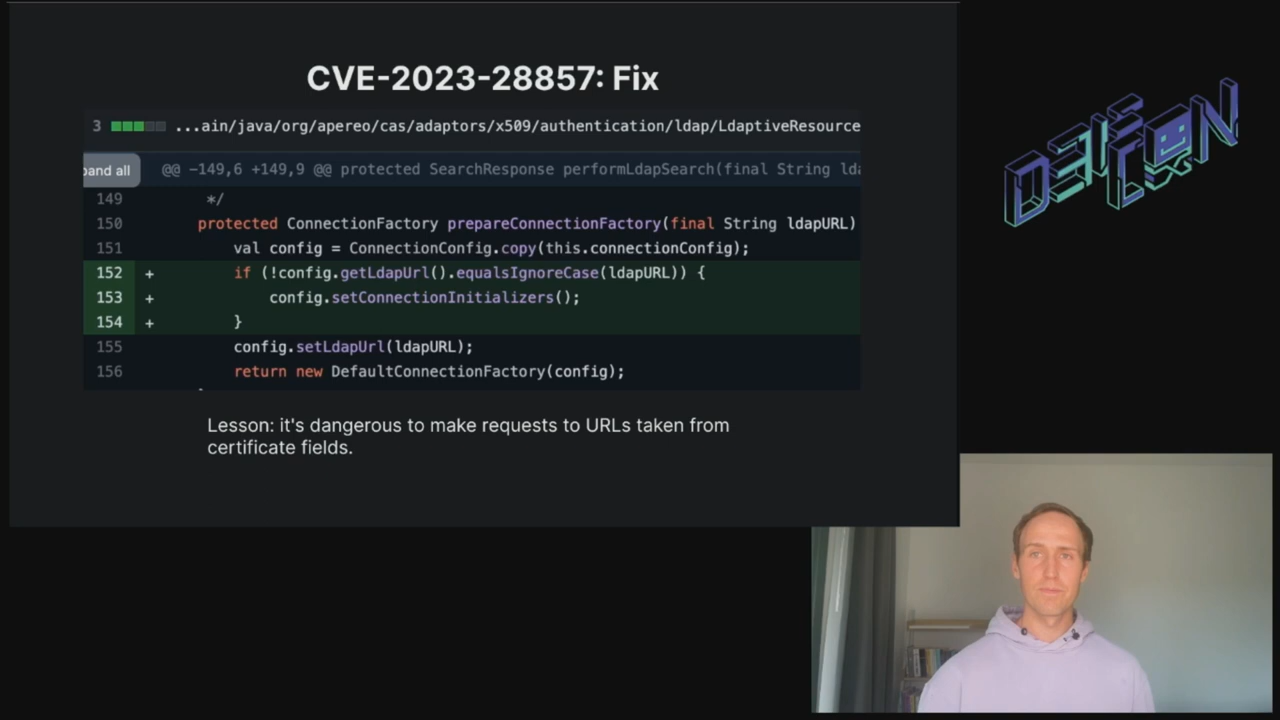 CVE-2023-28857: Fix
3 ...ain/java/org/apereo/cas/adaptors/x509/authentication/ldap/LdaptiveResource
pand all @@ -149,6 +149,9 @@ protected SearchResponse performLdapSearch(final String lda
149 */
150 protected ConnectionFactory prepareConnectionFactory(final String ldapURL)
151 val config = ConnectionConfig.copy(this.connectionConfig);
152 + if (!config.getLdapUrl().equalsIgnoreCase(ldapURL)) {
153 + config.setConnectionInitializers();
154 + }
155 config.setLdapUrl(ldapURL);
156 return new DefaultConnectionFactory(config);
Lesson: it's dangerous to make requests to URLs taken from
certificate fields.
DEF CON